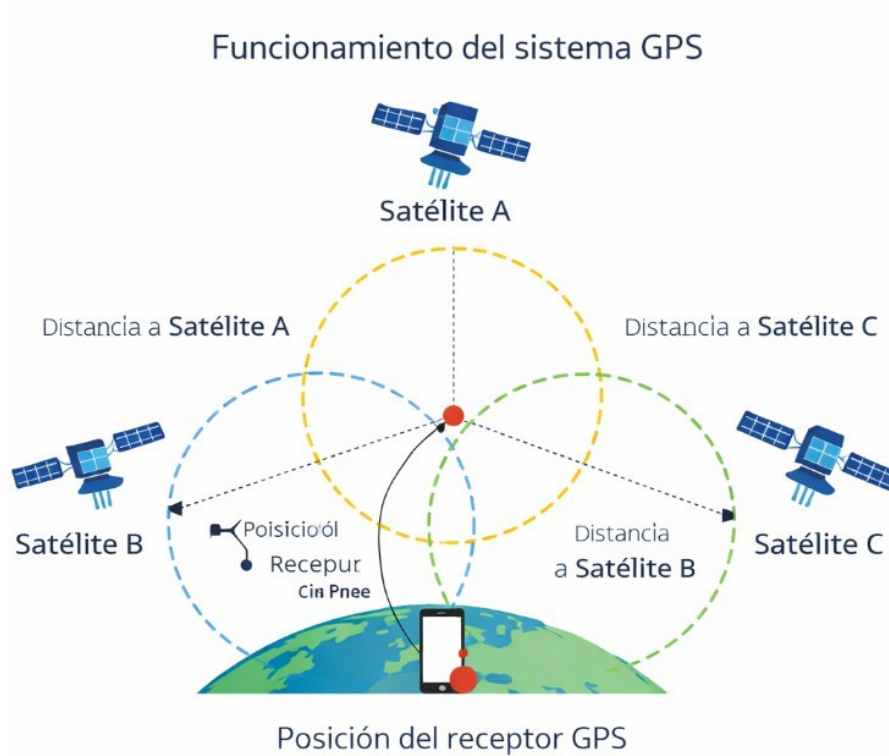 Funcionamiento del sistema GPS
Satélite A
Distancia a Satélite A
Distancia a Satélite C
Satélite B
Satélite C
Recepur
Cin Pnee
Distancia
a Satélite B
Posición del receptor GPS